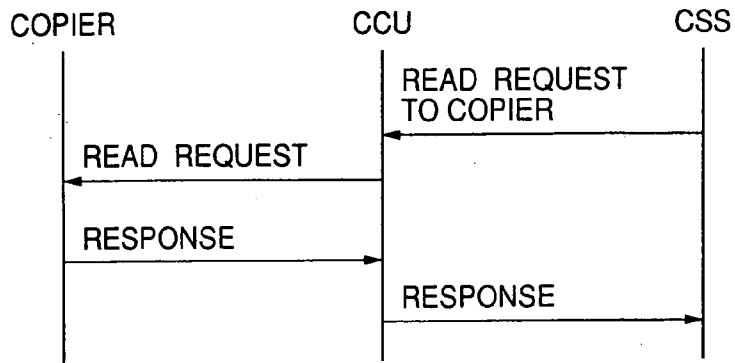 COPIER CCU CSS
READ REQUEST
TO COPIER
READ REQUEST
RESPONSE
RESPONSE